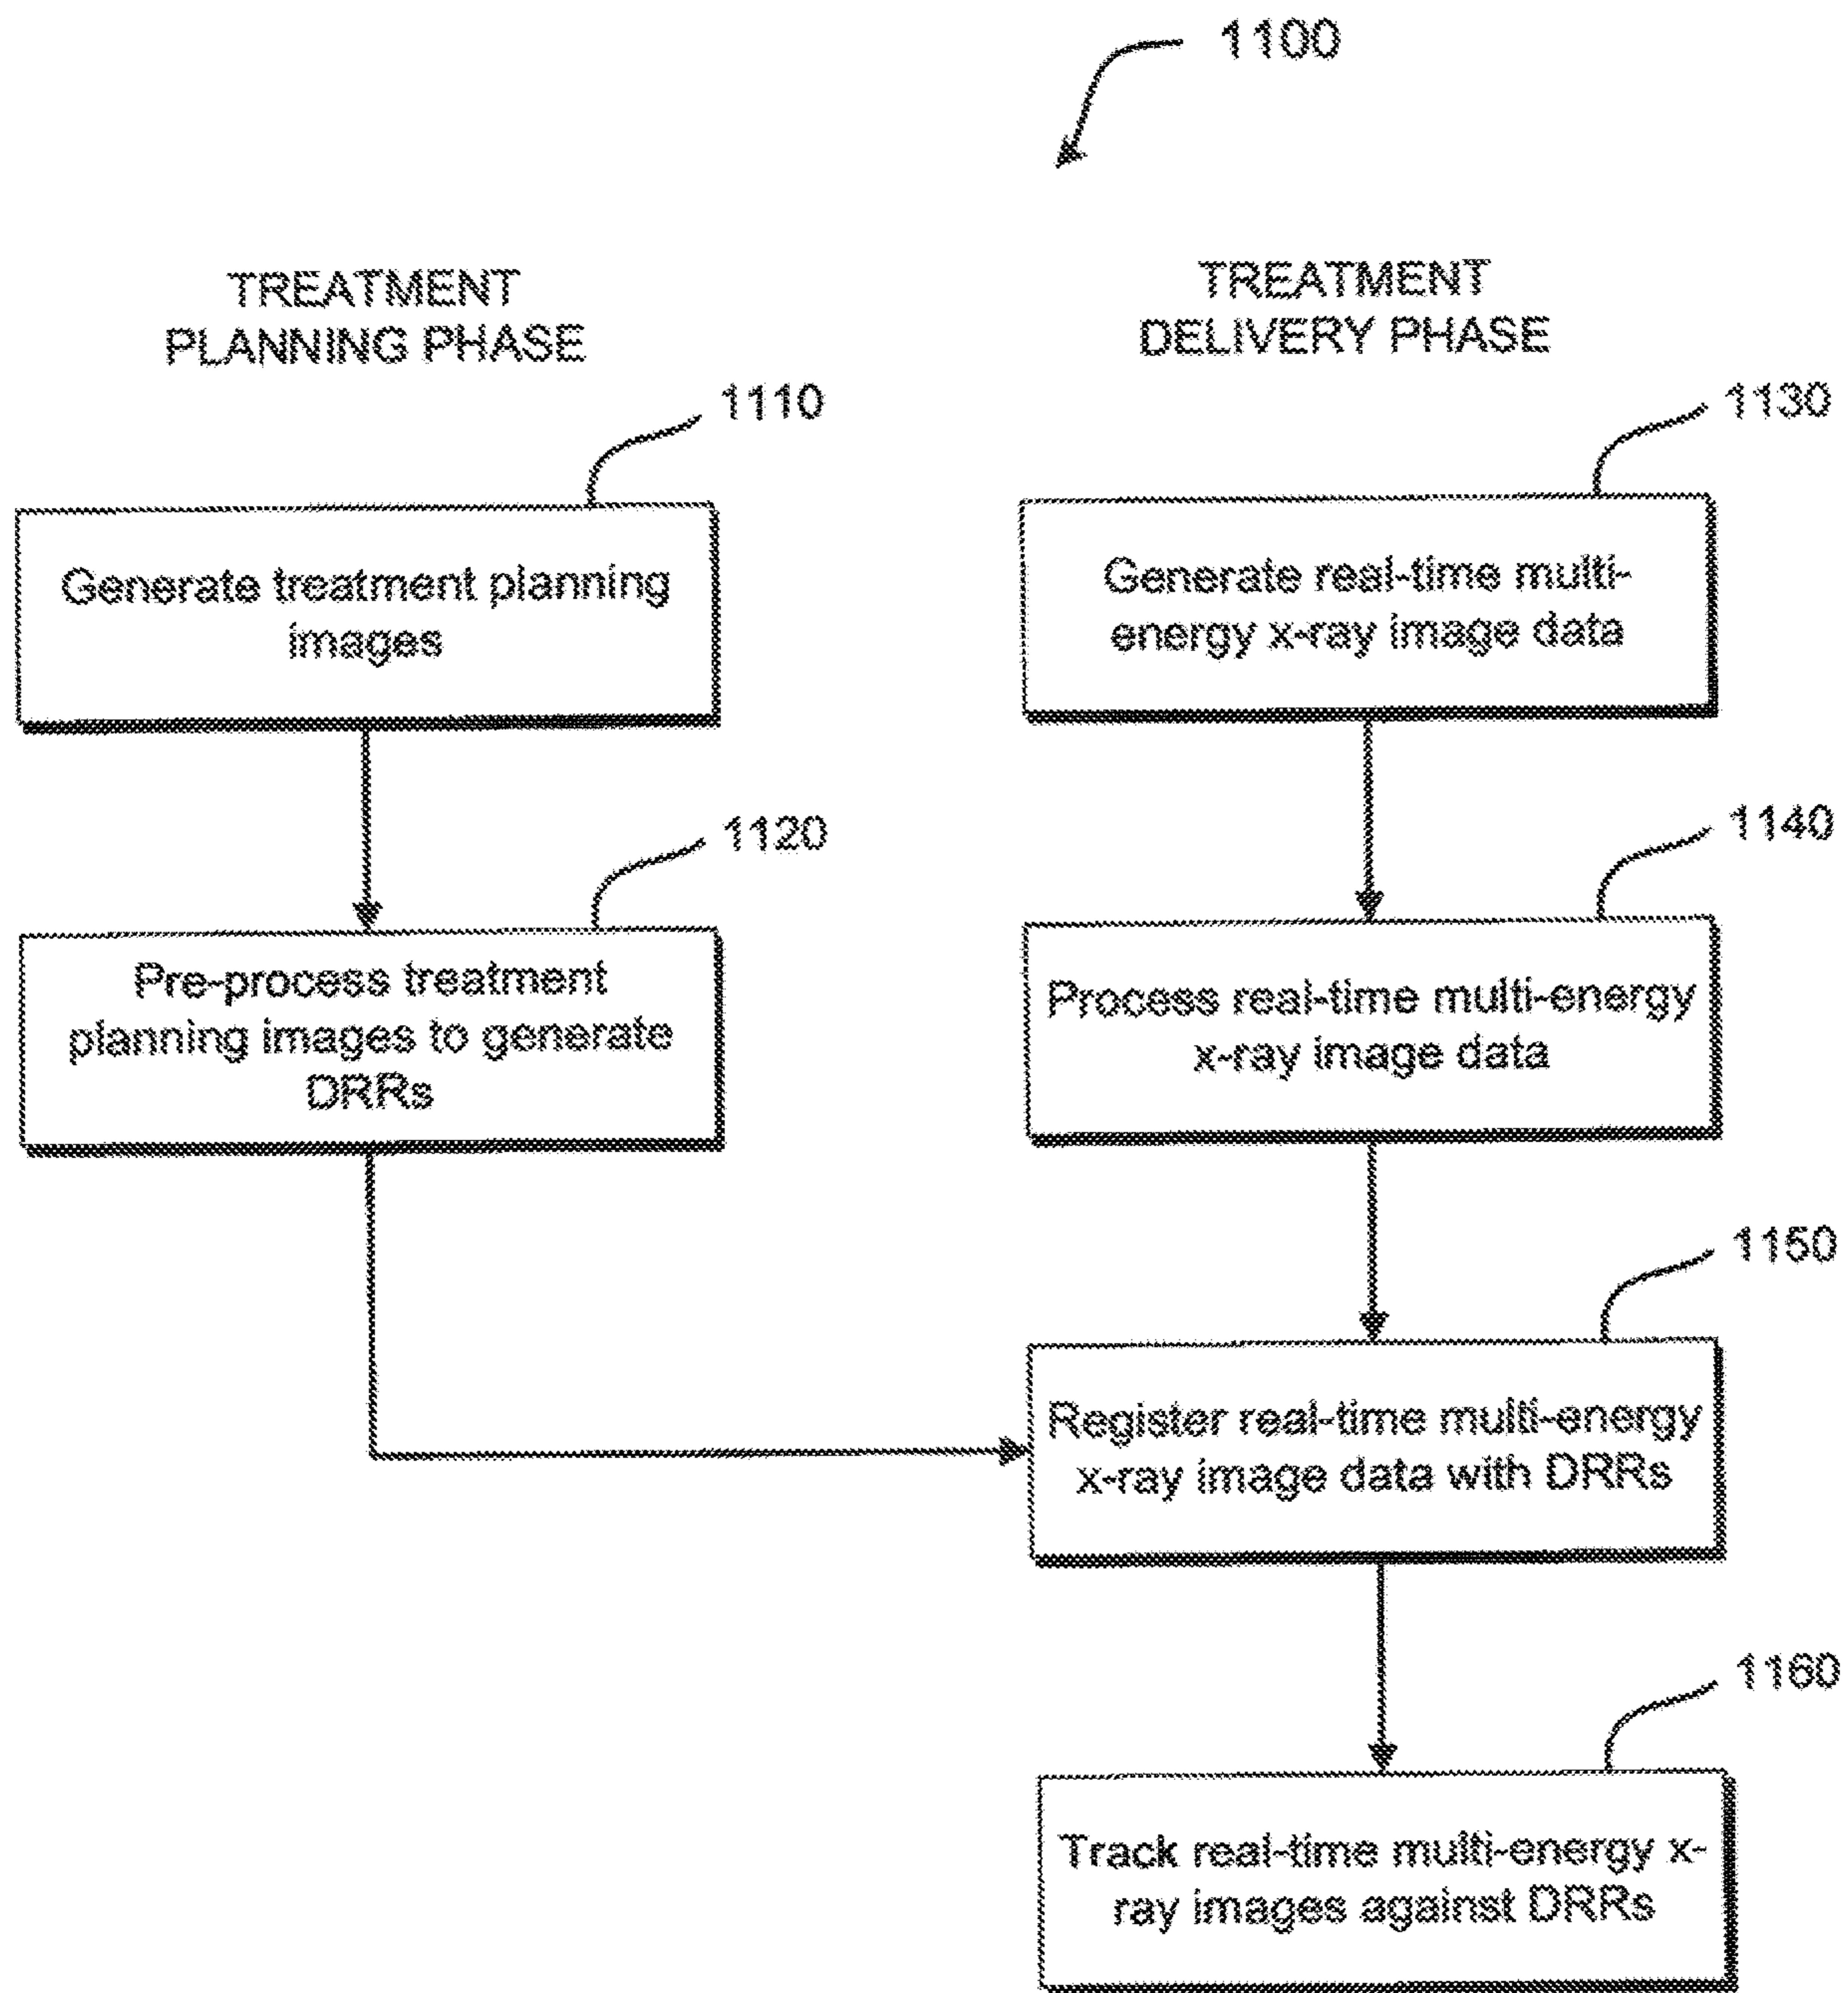 1100
TREATMENT
PLANNING PHASE
1110
Generate treatment planning
images
1120
Pre-process treatment
planning images to generate
DRRs
TREATMENT
DELIVERY PHASE
1130
Generate real-time multi-
energy x-ray image data
1140
Process real-time multi-energy
x-ray image data
1150
Register real-time multi-energy
x-ray image data with DRRs
1160
Track real-time multi-energy x-
ray images against DRRs